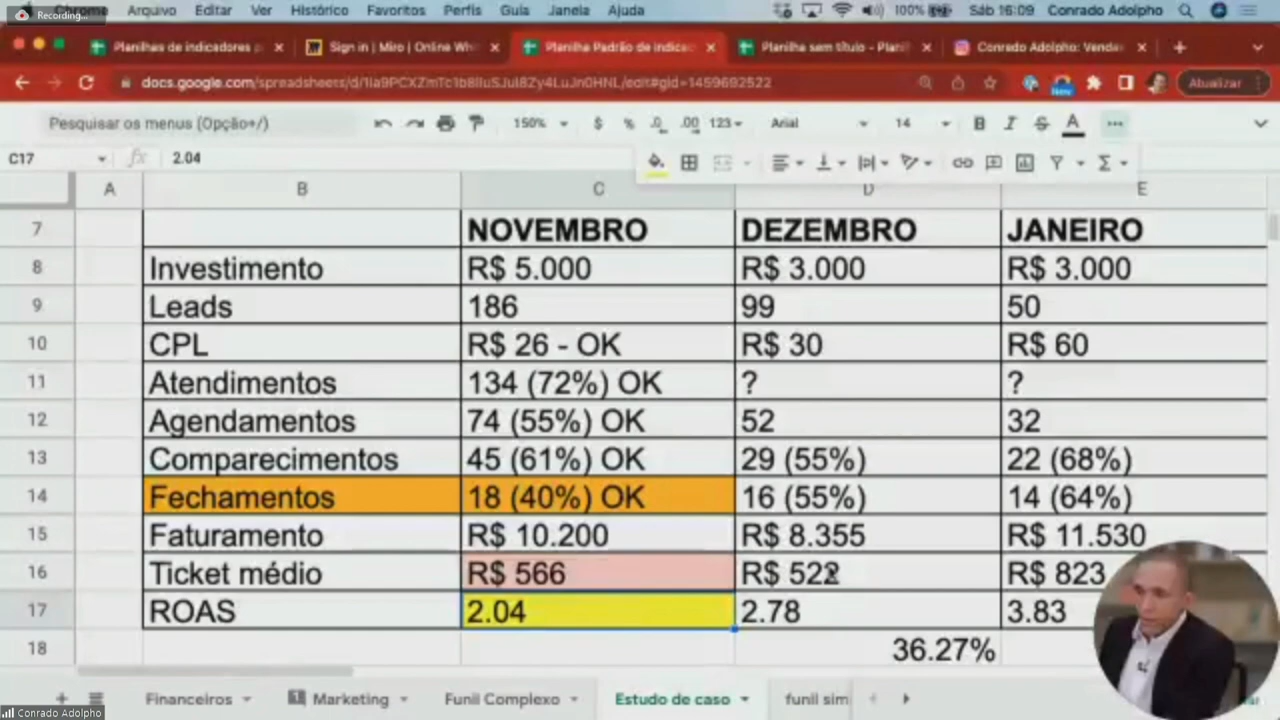 Recording...
Chrome Arquivo Editar Ver Histórico Favoritos Perfis Guia Janela Ajuda 100% Sáb 16:09 Conrado Adolpho
Planilhas de indicadores Sign in | Miro | Online Planilha Padrão de indica Planilha sem título - Plani Conrado Adolpho: Venda
docs.google.com/spreadsheets/d/ /edit#gid=1459692522 New Atualizar
Pesquisar os menus (Opção+/) 150% $ % .0 .00 123 Arial 14 B I S A
C17 fx 2.04
A B C D E
7 NOVEMBRO DEZEMBRO JANEIRO
8 Investimento R$ 5.000 R$ 3.000 R$ 3.000
9 Leads 186 99 50
10 CPL R$ 26 - OK R$ 30 R$ 60
11 Atendimentos 134 (72%) OK ? ?
12 Agendamentos 74 (55%) OK 52 32
13 Comparecimentos 45 (61%) OK 29 (55%) 22 (68%)
14 Fechamentos 18 (40%) OK 16 (55%) 14 (64%)
15 Faturamento R$ 10.200 R$ 8.355 R$ 11.530
16 Ticket médio R$ 566 R$ 522 R$ 823
17 ROAS 2.04 2.78 3.83
18 36.27%
Financeiros 1 Marketing Funil Complexo Estudo de caso funil sim
Conrado Adolpho